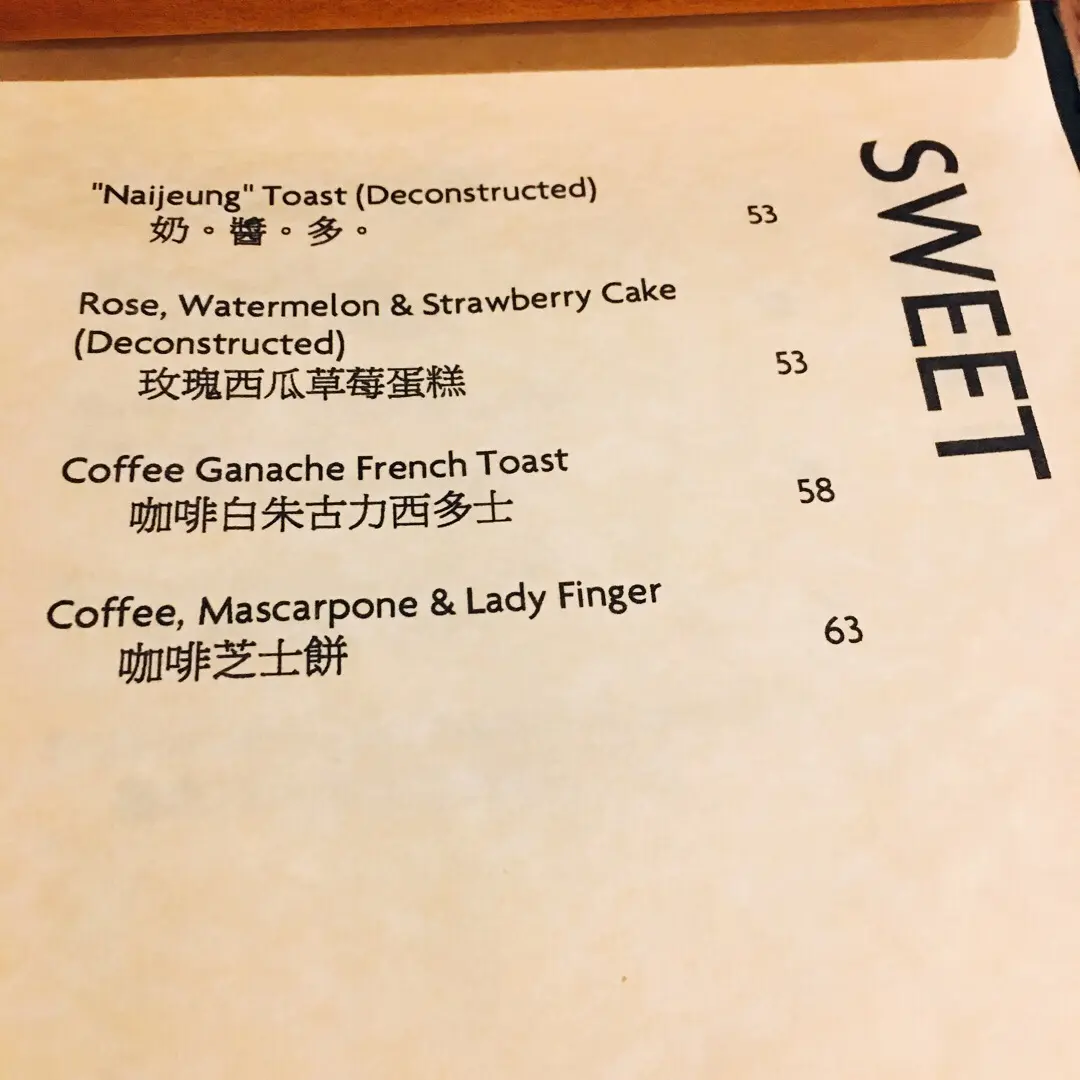 SWEET
"Naijeung" Toast (Deconstructed)
奶。醬。多。 53
Rose, Watermelon & Strawberry Cake
(Deconstructed)
玫瑰西瓜草莓蛋糕 53
Coffee Ganache French Toast
咖啡白朱古力西多士 58
Coffee, Mascarpone & Lady Finger
咖啡芝士餅 63